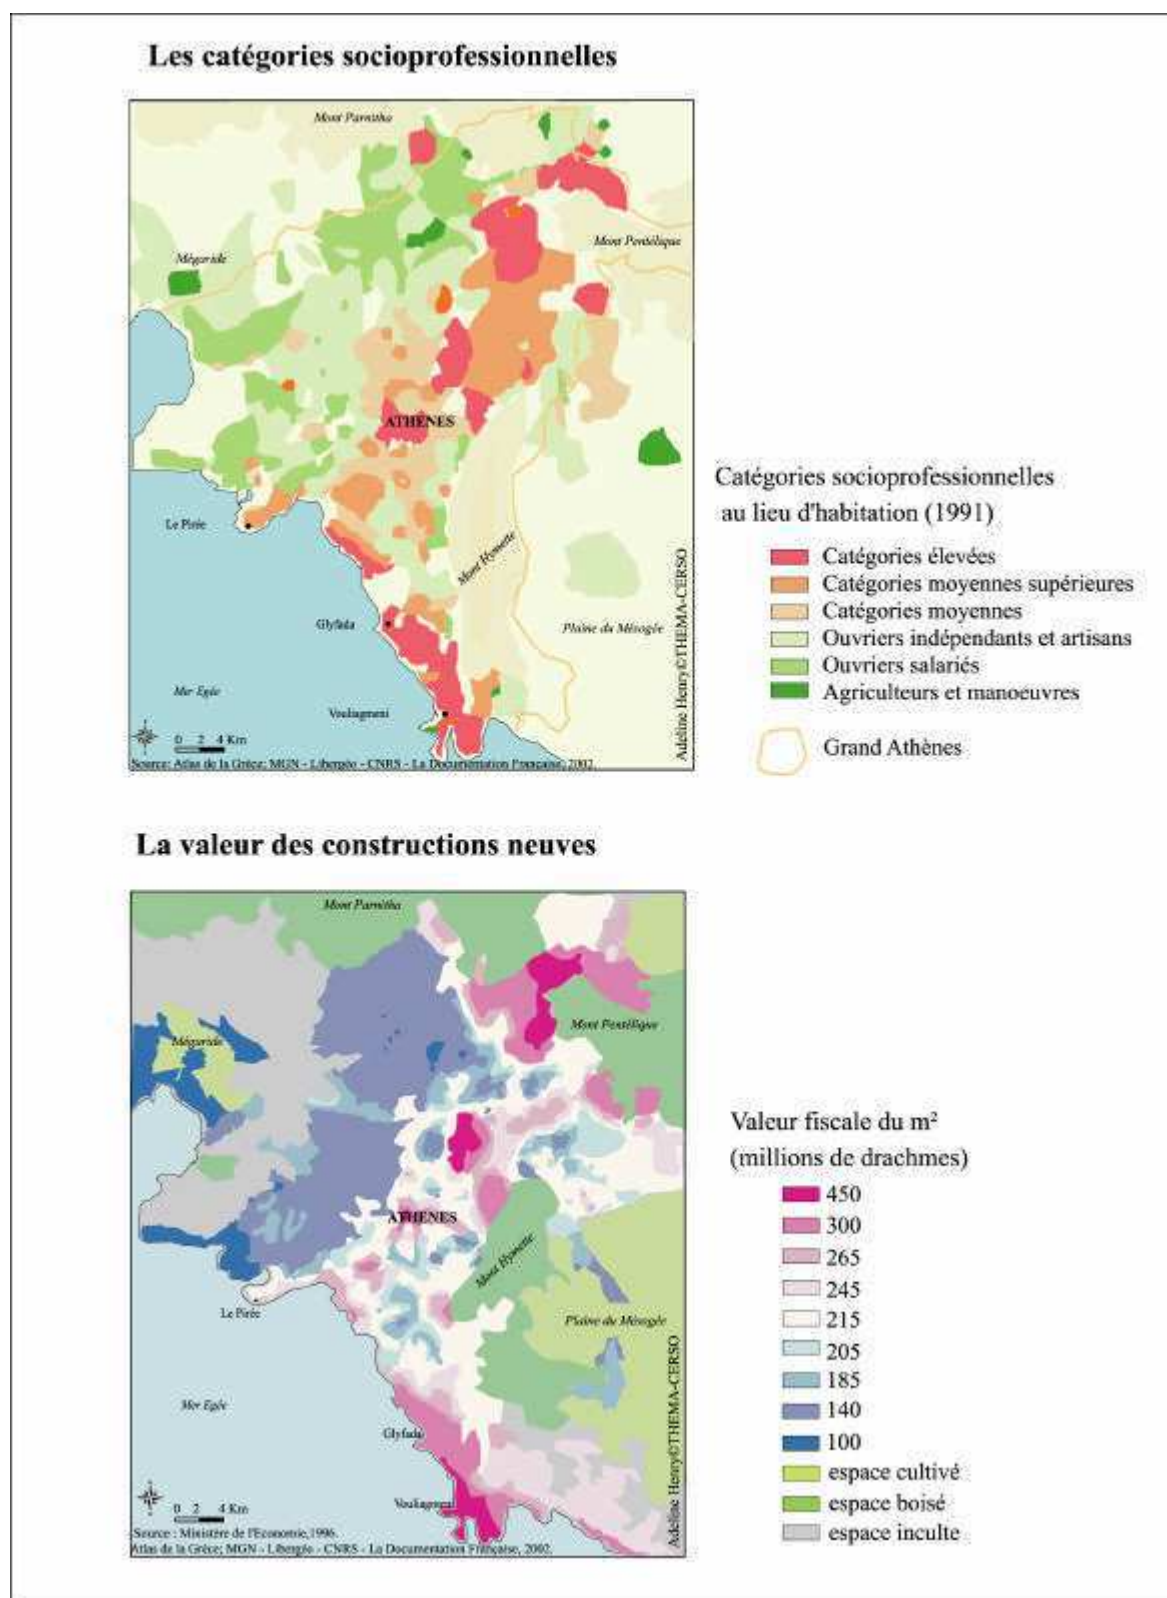 Les catégories socioprofessionnelles
Mont Parnitha
Mont Pentélique
Mégaride
ATHENES
Le Pirée
Mont Hymette
Glyfada
Plaine du Mésogée
Mer Egée
Vouliagmeni
0 2 4 Km
Source: Atlas de la Grèce; MGN - Libergéo - CNRS - La Documentation Française, 2002.
Adeline Henry©THEMA-CERSO
Catégories socioprofessionnelles
au lieu d'habitation (1991)
Catégories élevées
Catégories moyennes supérieures
Catégories moyennes
Ouvriers indépendants et artisans
Ouvriers salariés
Agriculteurs et manoeuvres
Grand Athènes
La valeur des constructions neuves
Mont Parnitha
Mont Pentélique
Mégaride
ATHENES
Mont Hymette
Le Pirée
Plaine du Mésogée
Mer Egée
Glyfada
Vouliagmeni
0 2 4 Km
Source : Ministère de l'Economie,1996.
Atlas de la Grèce; MGN - Libergéo - CNRS - La Documentation Française, 2002.
Adeline Henry©THEMA-CERSO
Valeur fiscale du m²
(millions de drachmes)
450
300
265
245
215
205
185
140
100
espace cultivé
espace boisé
espace inculte